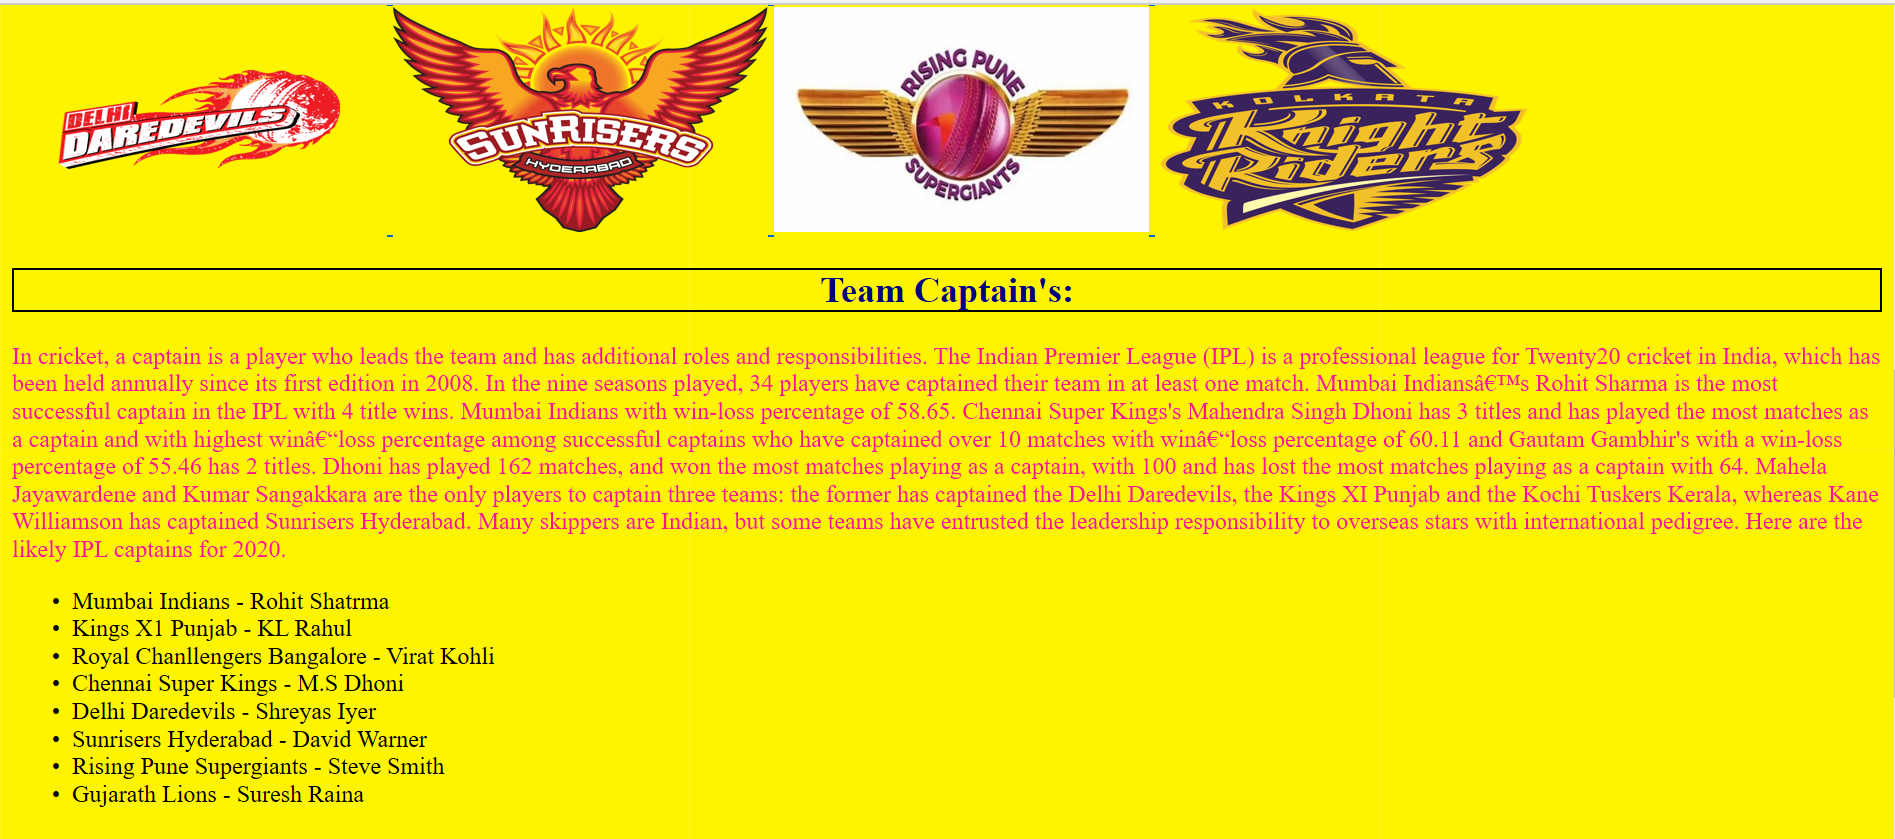 DELHI
DAREDEVILS
SUNRISERS
HYDERABAD
RISING PUNE
SUPERGIANTS
KOLKATA
Knight
Riders
Team Captain's:
In cricket, a captain is a player who leads the team and has additional roles and responsibilities. The Indian Premier League (IPL) is a professional league for Twenty20 cricket in India, which has
been held annually since its first edition in 2008. In the nine seasons played, 34 players have captained their team in at least one match. Mumbai Indiansâ€™s Rohit Sharma is the most
successful captain in the IPL with 4 title wins. Mumbai Indians with win-loss percentage of 58.65. Chennai Super Kings's Mahendra Singh Dhoni has 3 titles and has played the most matches as
a captain and with highest winâ€“loss percentage among successful captains who have captained over 10 matches with winâ€“loss percentage of 60.11 and Gautam Gambhir's with a win-loss
percentage of 55.46 has 2 titles. Dhoni has played 162 matches, and won the most matches playing as a captain, with 100 and has lost the most matches playing as a captain with 64. Mahela
Jayawardene and Kumar Sangakkara are the only players to captain three teams: the former has captained the Delhi Daredevils, the Kings XI Punjab and the Kochi Tuskers Kerala, whereas Kane
Williamson has captained Sunrisers Hyderabad. Many skippers are Indian, but some teams have entrusted the leadership responsibility to overseas stars with international pedigree. Here are the
likely IPL captains for 2020.
• Mumbai Indians - Rohit Shatrma
• Kings X1 Punjab - KL Rahul
• Royal Chanllengers Bangalore - Virat Kohli
• Chennai Super Kings - M.S Dhoni
• Delhi Daredevils - Shreyas Iyer
• Sunrisers Hyderabad - David Warner
• Rising Pune Supergiants - Steve Smith
• Gujarath Lions - Suresh Raina